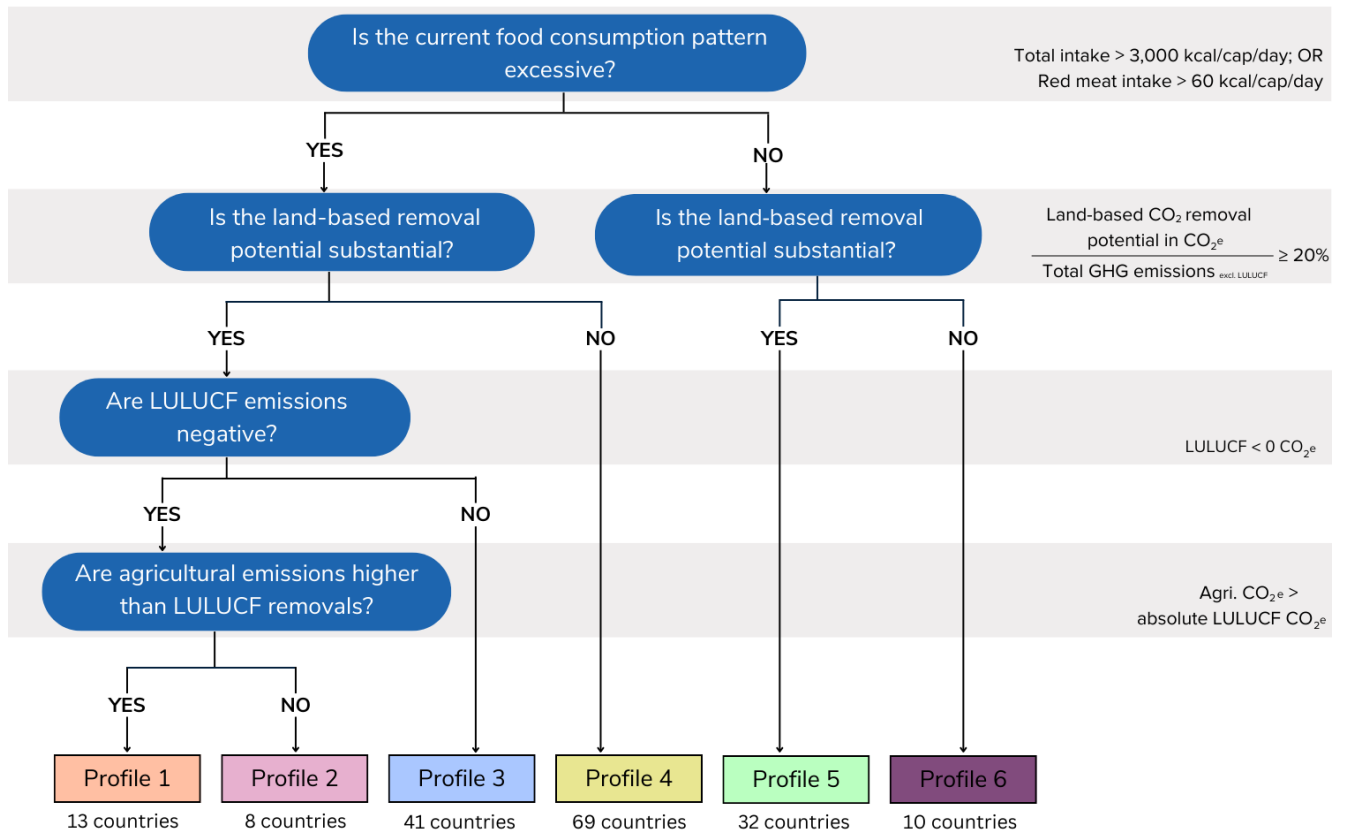 Is the current food consumption pattern
excessive?
Total intake > 3,000 kcal/cap/day; OR
Red meat intake > 60 kcal/cap/day
YES
NO
Is the land-based removal
potential substantial?
Is the land-based removal
potential substantial?
Land-based CO₂ removal
potential in CO₂e
Total GHG emissions excl. LULUCF
≥ 20%
YES
NO
YES
NO
Are LULUCF emissions
negative?
LULUCF < 0 CO₂e
YES
NO
Are agricultural emissions higher
than LULUCF removals?
Agri. CO₂e >
absolute LULUCF CO₂e
YES
NO
Profile 1
Profile 2
Profile 3
Profile 4
Profile 5
Profile 6
13 countries
8 countries
41 countries
69 countries
32 countries
10 countries